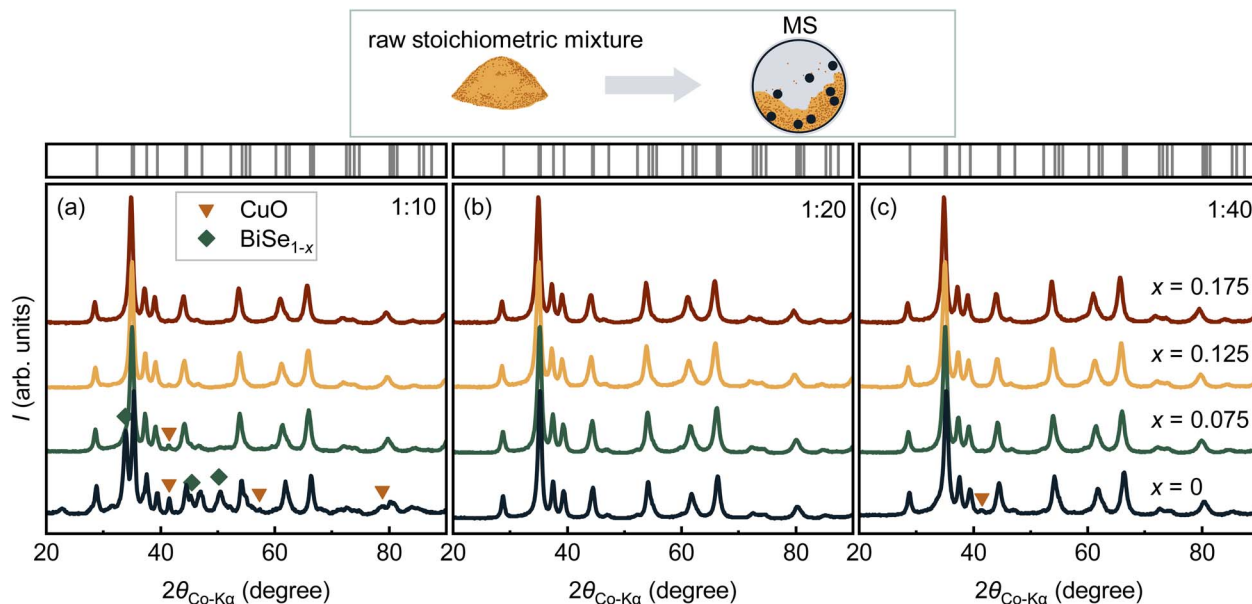 raw stoichiometric mixture
MS
(a)
1:10
CuO
BiSe1-x
(b)
1:20
(c)
1:40
x = 0.175
x = 0.125
x = 0.075
x = 0
I (arb. units)
20 40 60 80
20 40 60 80
20 40 60 80
2θCo-Kα (degree)
2θCo-Kα (degree)
2θCo-Kα (degree)